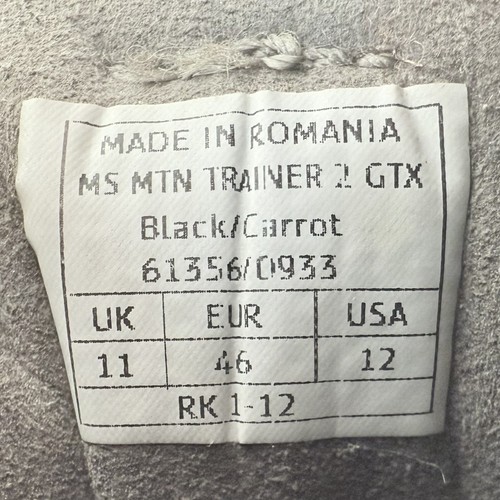 MADE IN ROMANIA
MS MTN TRAINER 2 GTX
Black/Carrot
61356/0933
UK EUR USA
11 46 12
RK 1-12